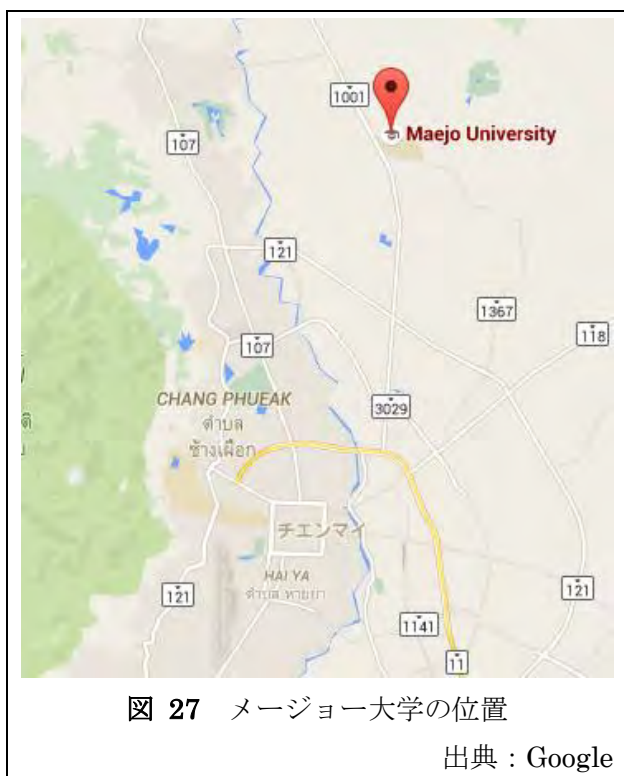 1001
Maejo University
107
121
1367
118
107
CHANG PHUEAK
ตำบล
ช้างเผือก
3029
チエンマイ
HAI YA
ตำบล หายยา
121
121
1141
11
図 27 メージョー大学の位置
出典：Google